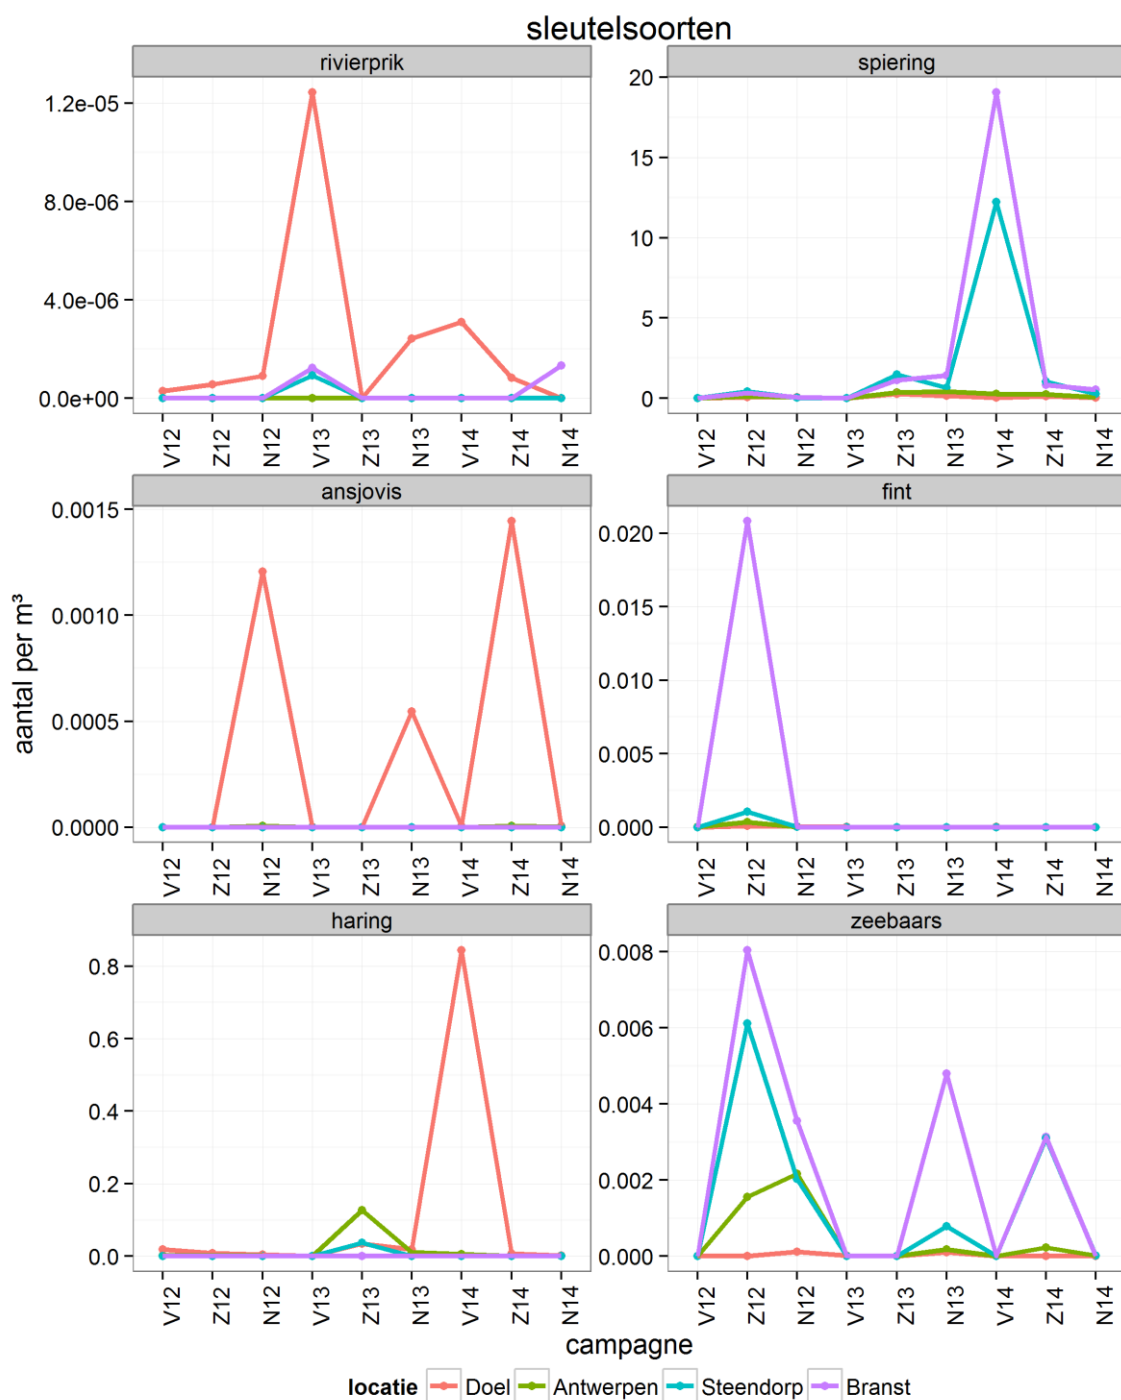 sleutelsoorten
rivierprik
spiering
1.2e-05
8.0e-06
4.0e-06
0.0e+00
20
15
10
5
0
V12 Z12 N12 V13 Z13 N13 V14 Z14 N14
V12 Z12 N12 V13 Z13 N13 V14 Z14 N14
ansjovis
fint
aantal per m³
0.0015
0.0010
0.0005
0.0000
0.020
0.015
0.010
0.005
0.000
V12 Z12 N12 V13 Z13 N13 V14 Z14 N14
V12 Z12 N12 V13 Z13 N13 V14 Z14 N14
haring
zeebaars
0.8
0.6
0.4
0.2
0.0
0.008
0.006
0.004
0.002
0.000
V12 Z12 N12 V13 Z13 N13 V14 Z14 N14
V12 Z12 N12 V13 Z13 N13 V14 Z14 N14
campagne
locatie Doel Antwerpen Steendorp Branst